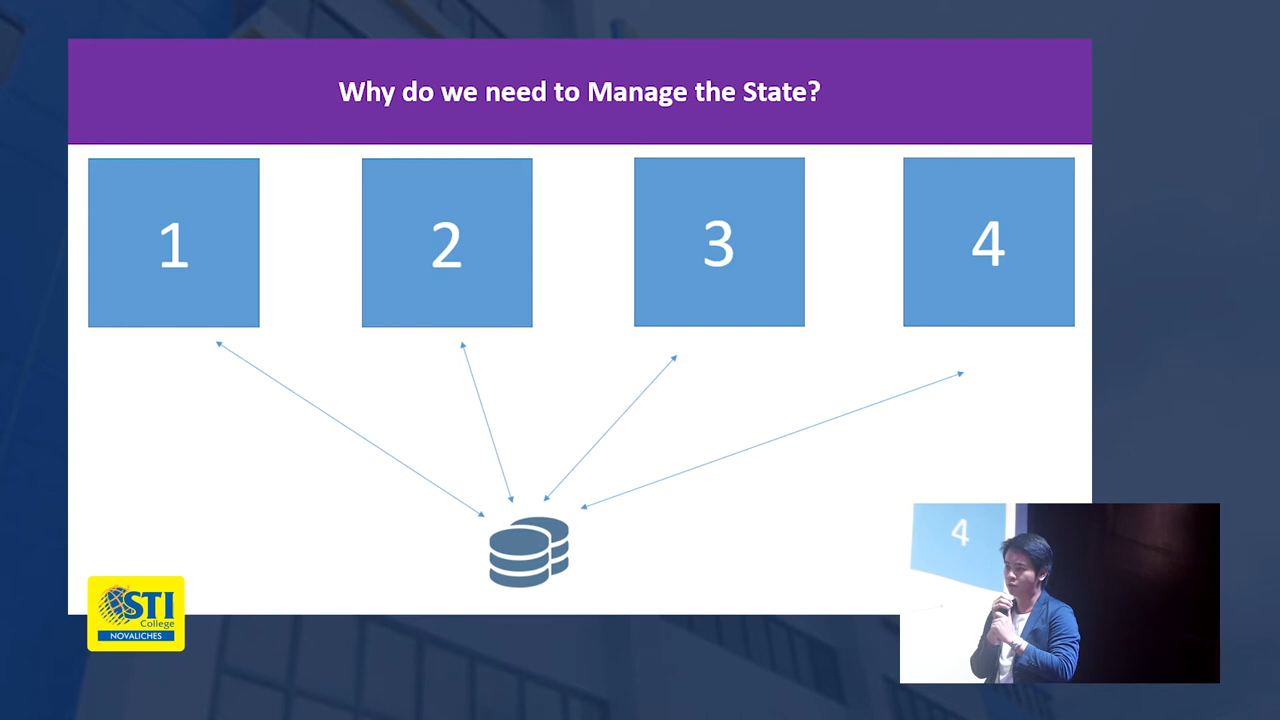 Why do we need to Manage the State?
1
2
3
4
4
STI
College
NOVALICHES